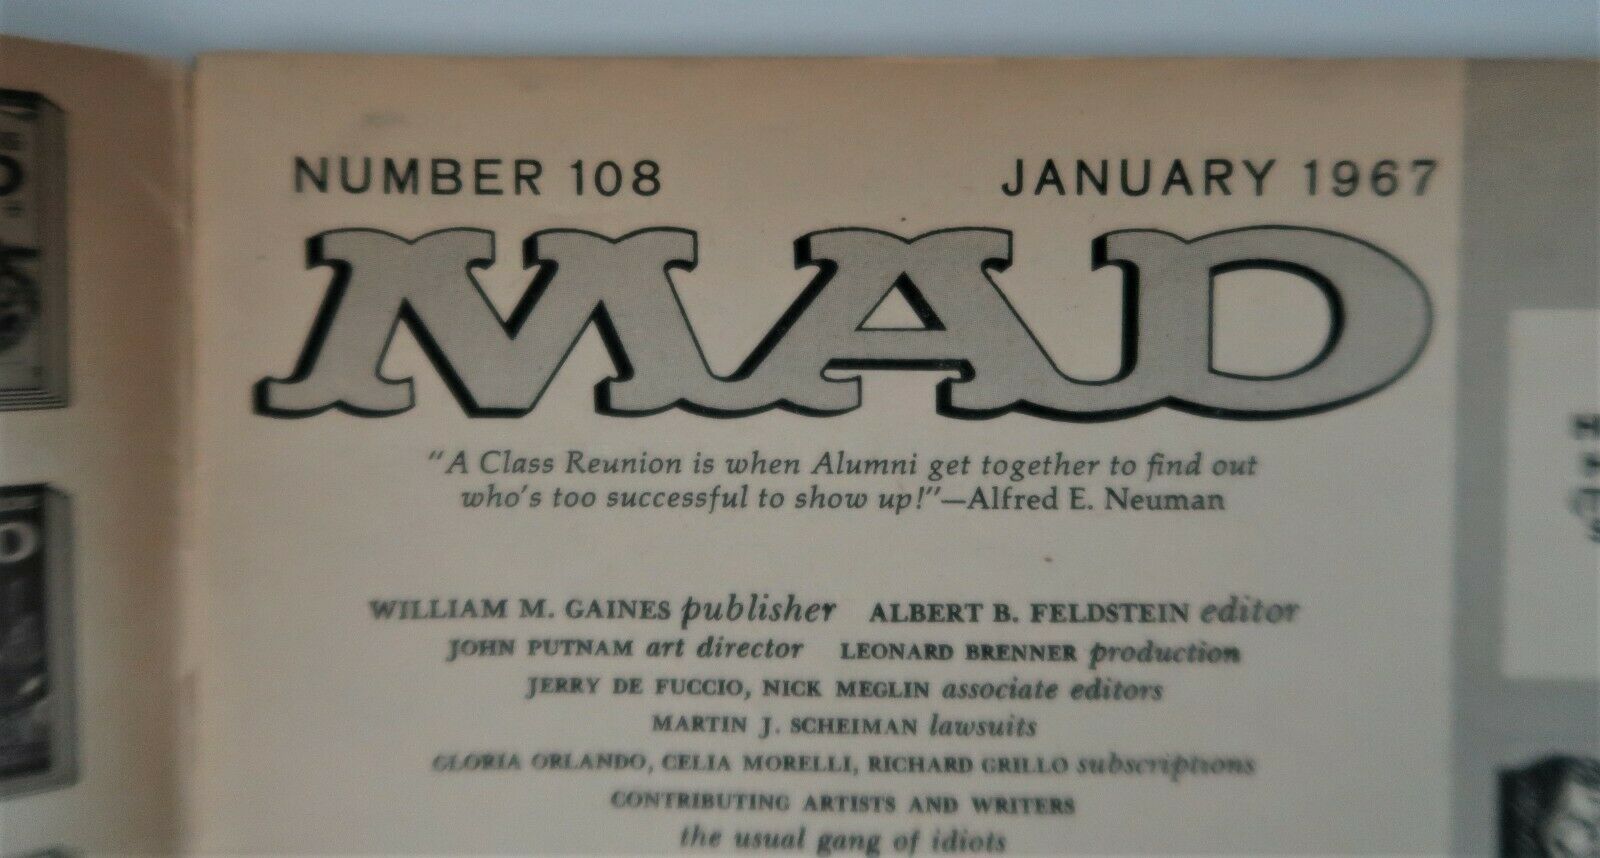 NUMBER 108 JANUARY 1967
MAD
"A Class Reunion is when Alumni get together to find out
who's too successful to show up!"—Alfred E. Neuman
WILLIAM M. GAINES publisher ALBERT B. FELDSTEIN editor
JOHN PUTNAM art director LEONARD BRENNER production
JERRY DE FUCCIO, NICK MEGLIN associate editors
MARTIN J. SCHEIMAN lawsuits
GLORIA ORLANDO, CELIA MORELLI, RICHARD GRILLO subscriptions
CONTRIBUTING ARTISTS AND WRITERS
the usual gang of idiots